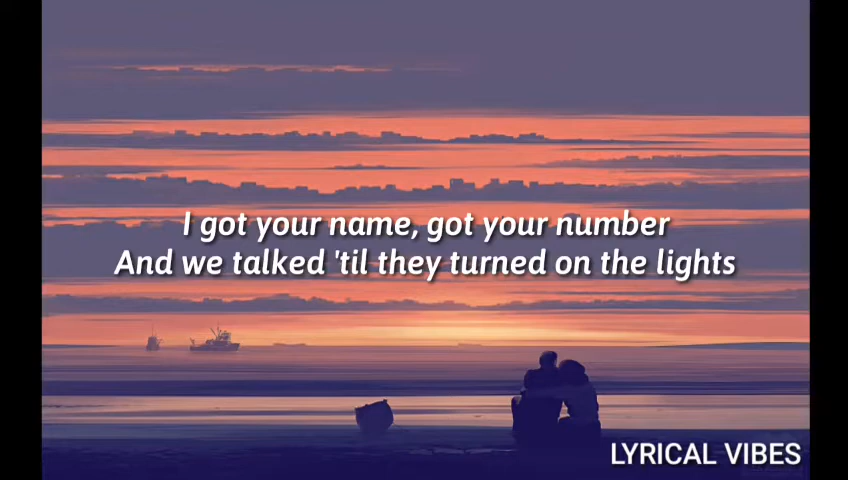 I got your name, got your number
And we talked 'til they turned on the lights
LYRICAL VIBES